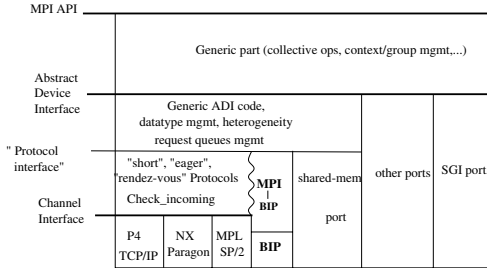 MPI API
Generic part (collective ops, context/group mgmt,...)
Abstract
Device
Interface
Generic ADI code,
datatype mgmt, heterogeneity
request queues mgmt
" Protocol
interface"
"short", "eager",
"rendez-vous" Protocols
Check_incoming
MPI
BIP
shared-mem
port
other ports
SGI port
Channel
Interface
P4
TCP/IP
NX
Paragon
MPL
SP/2
BIP